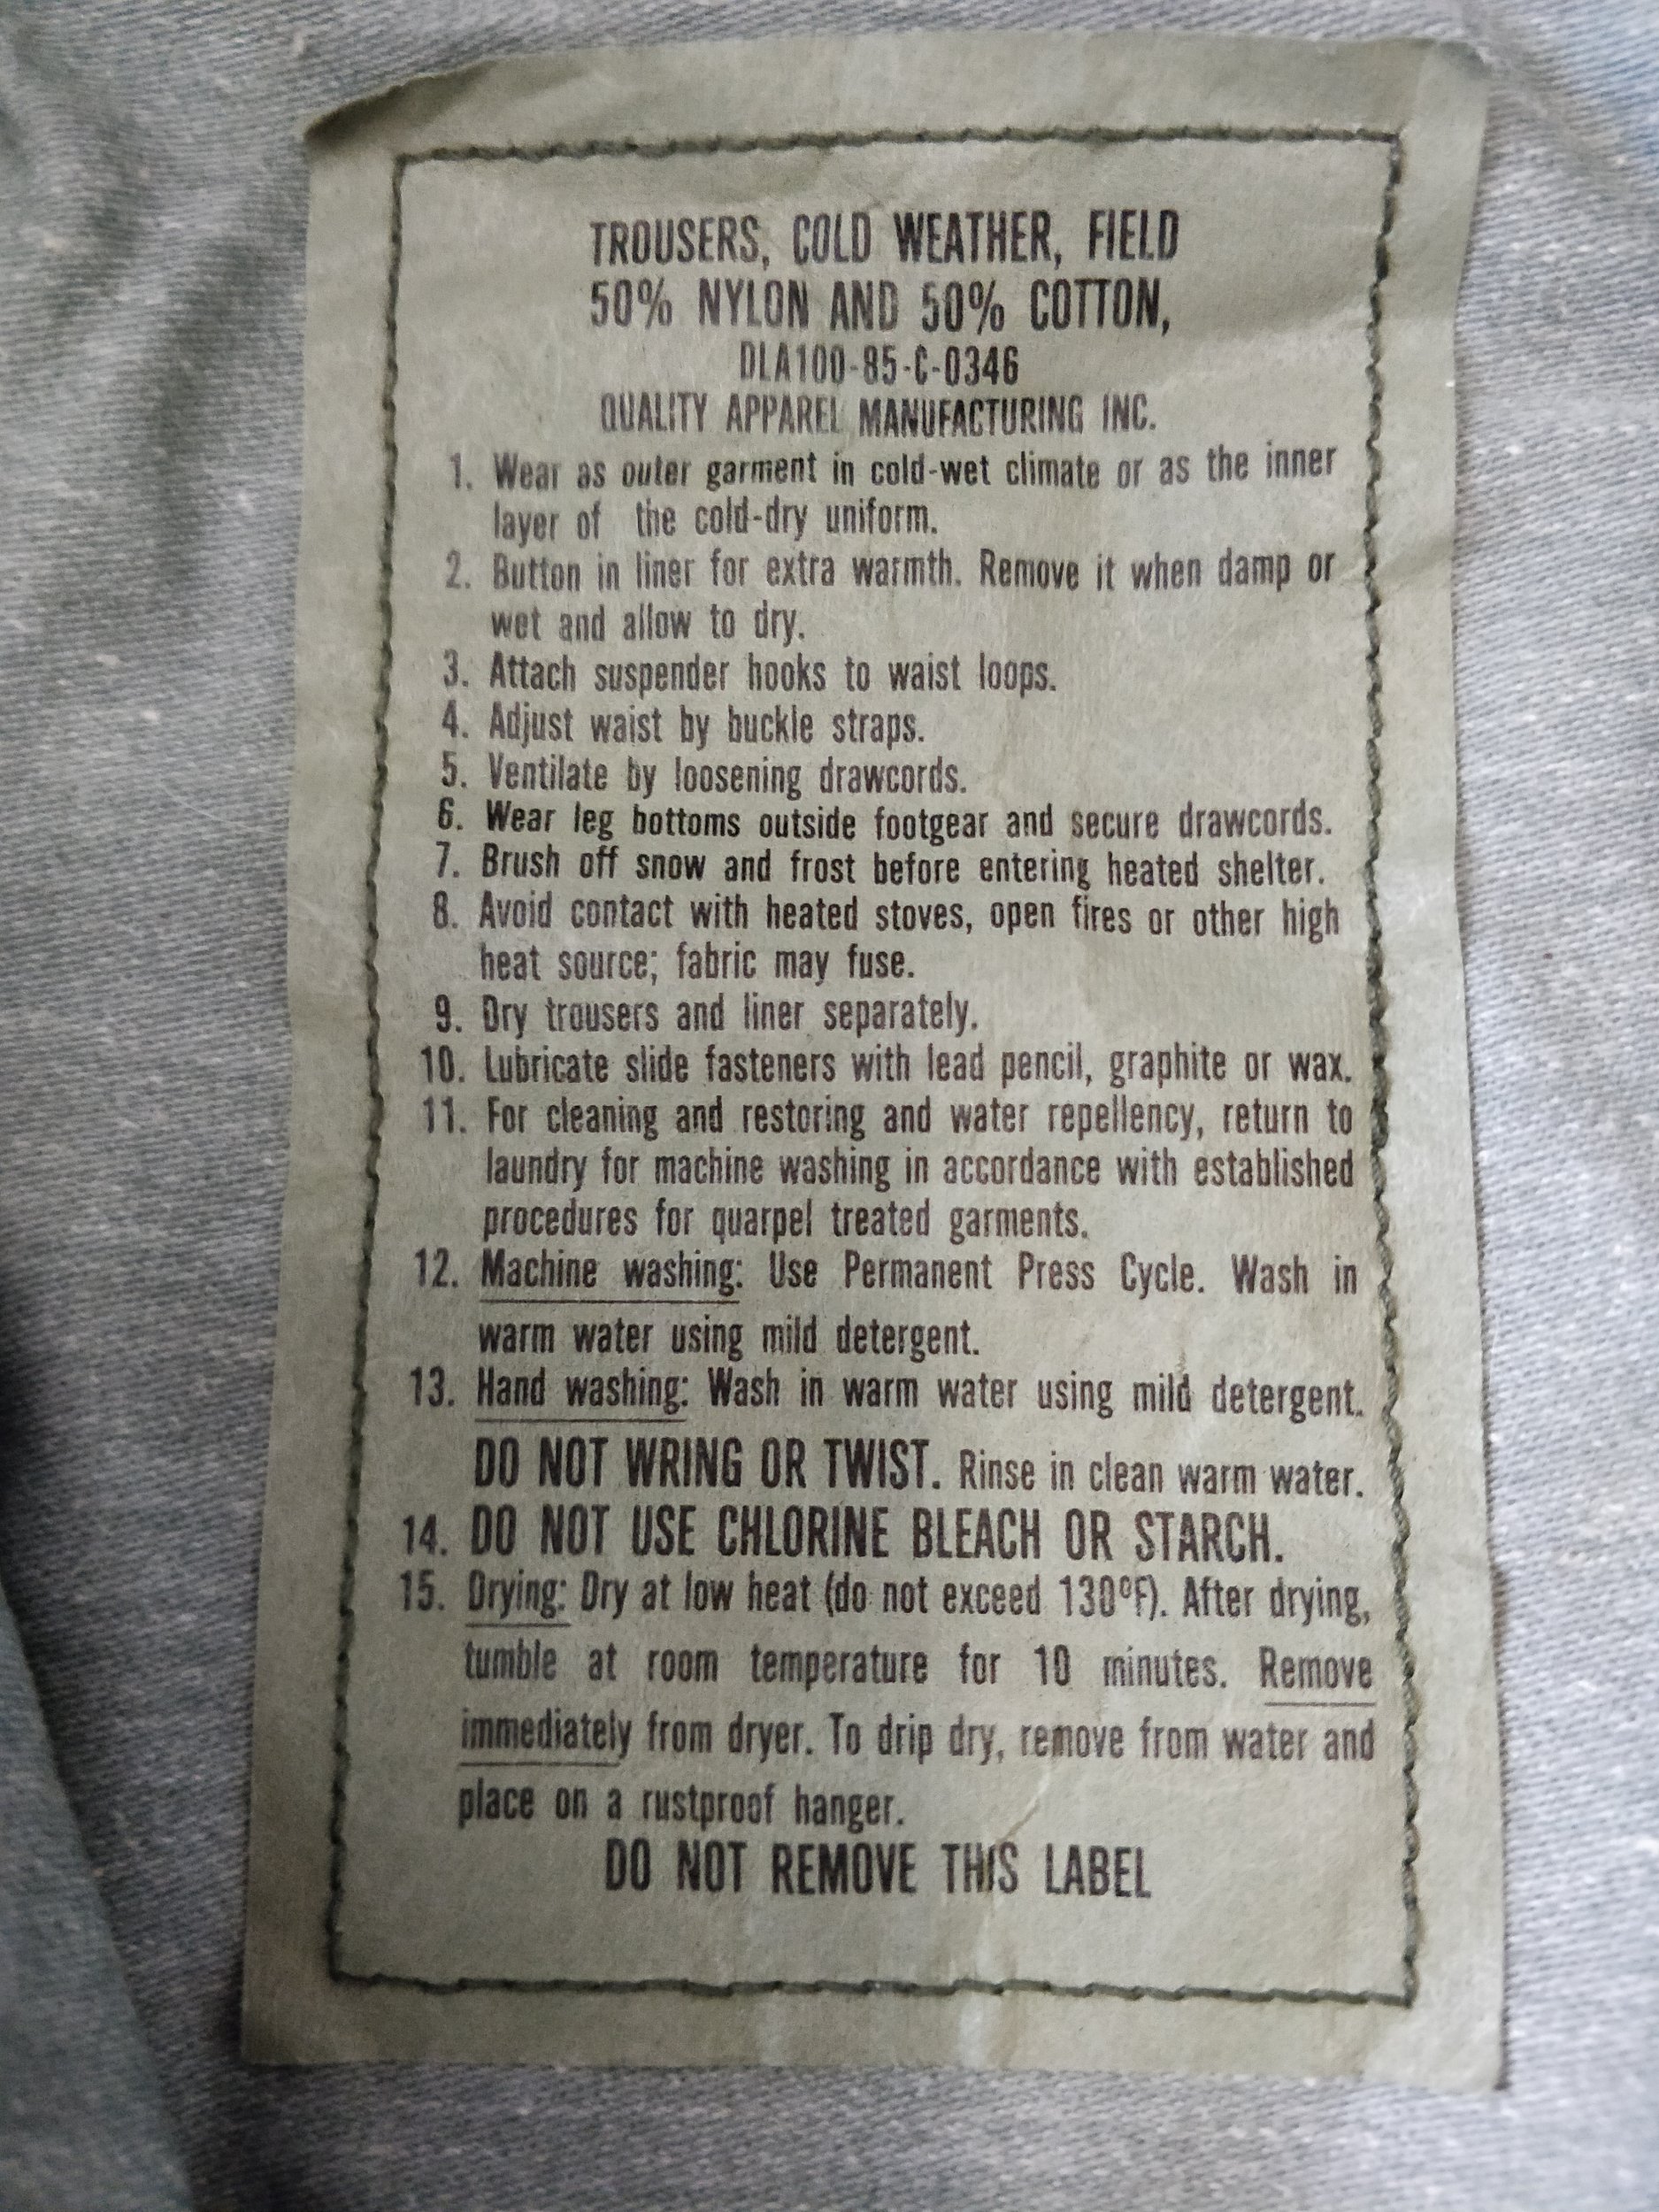 TROUSERS, COLD WEATHER, FIELD
50% NYLON AND 50% COTTON,
DLA100-85-C-0346
QUALITY APPAREL MANUFACTURING INC.
1. Wear as outer garment in cold-wet climate or as the inner
layer of the cold-dry uniform.
2. Button in liner for extra warmth. Remove it when damp or
wet and allow to dry.
3. Attach suspender hooks to waist loops.
4. Adjust waist by buckle straps.
5. Ventilate by loosening drawcords.
6. Wear leg bottoms outside footgear and secure drawcords.
7. Brush off snow and frost before entering heated shelter.
8. Avoid contact with heated stoves, open fires or other high
heat source; fabric may fuse.
9. Dry trousers and liner separately.
10. Lubricate slide fasteners with lead pencil, graphite or wax.
11. For cleaning and restoring and water repellency, return to
laundry for machine washing in accordance with established
procedures for quarpel treated garments.
12. Machine washing: Use Permanent Press Cycle. Wash in
warm water using mild detergent.
13. Hand washing: Wash in warm water using mild detergent.
DO NOT WRING OR TWIST. Rinse in clean warm water.
14. DO NOT USE CHLORINE BLEACH OR STARCH.
15. Drying: Dry at low heat (do not exceed 130ºF). After drying,
tumble at room temperature for 10 minutes. Remove
immediately from dryer. To drip dry, remove from water and
place on a rustproof hanger.
DO NOT REMOVE THIS LABEL